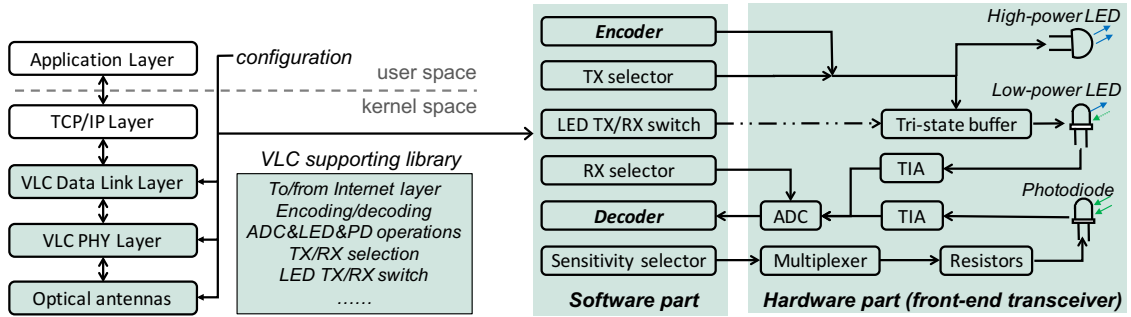 Application Layer
TCP/IP Layer
VLC Data Link Layer
VLC PHY Layer
Optical antennas
configuration
user space
kernel space
VLC supporting library
To/from Internet layer
Encoding/decoding
ADC&LED&PD operations
TX/RX selection
LED TX/RX switch
......
Encoder
TX selector
LED TX/RX switch
RX selector
Decoder
Sensitivity selector
Software part
High-power LED
Low-power LED
Tri-state buffer
TIA
Photodiode
ADC
TIA
Multiplexer
Resistors
Hardware part (front-end transceiver)